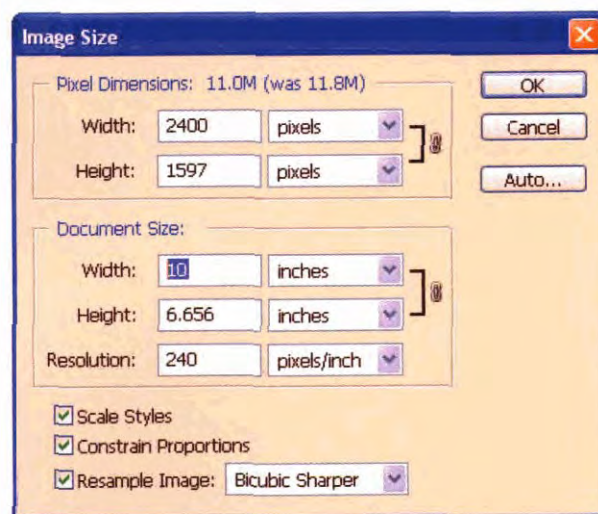 Image Size
Pixel Dimensions: 11.0M (was 11.8M)
OK
Width: 2400 pixels
Cancel
Height: 1597 pixels
Auto...
Document Size:
Width: 10 inches
Height: 6.656 inches
Resolution: 240 pixels/inch
Scale Styles
Constrain Proportions
Resample Image: Bicubic Sharper